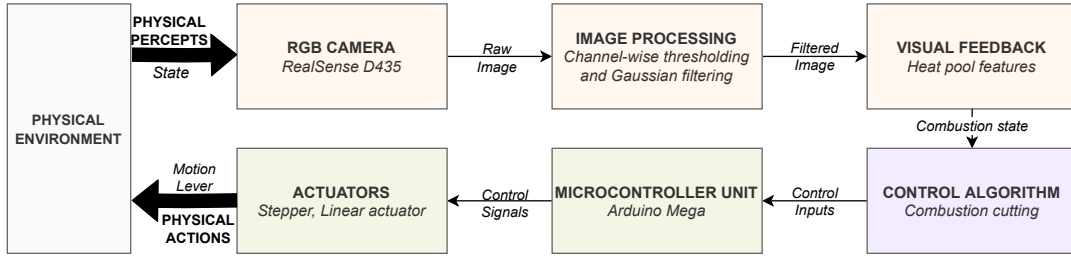 PHYSICAL
PERCEPTS
State
RGB CAMERA
RealSense D435
Raw
Image
IMAGE PROCESSING
Channel-wise thresholding
and Gaussian filtering
Filtered
Image
VISUAL FEEDBACK
Heat pool features
PHYSICAL
ENVIRONMENT
Combustion state
Motion
Lever
PHYSICAL
ACTIONS
ACTUATORS
Stepper, Linear actuator
Control
Signals
MICROCONTROLLER UNIT
Arduino Mega
Control
Inputs
CONTROL ALGORITHM
Combustion cutting